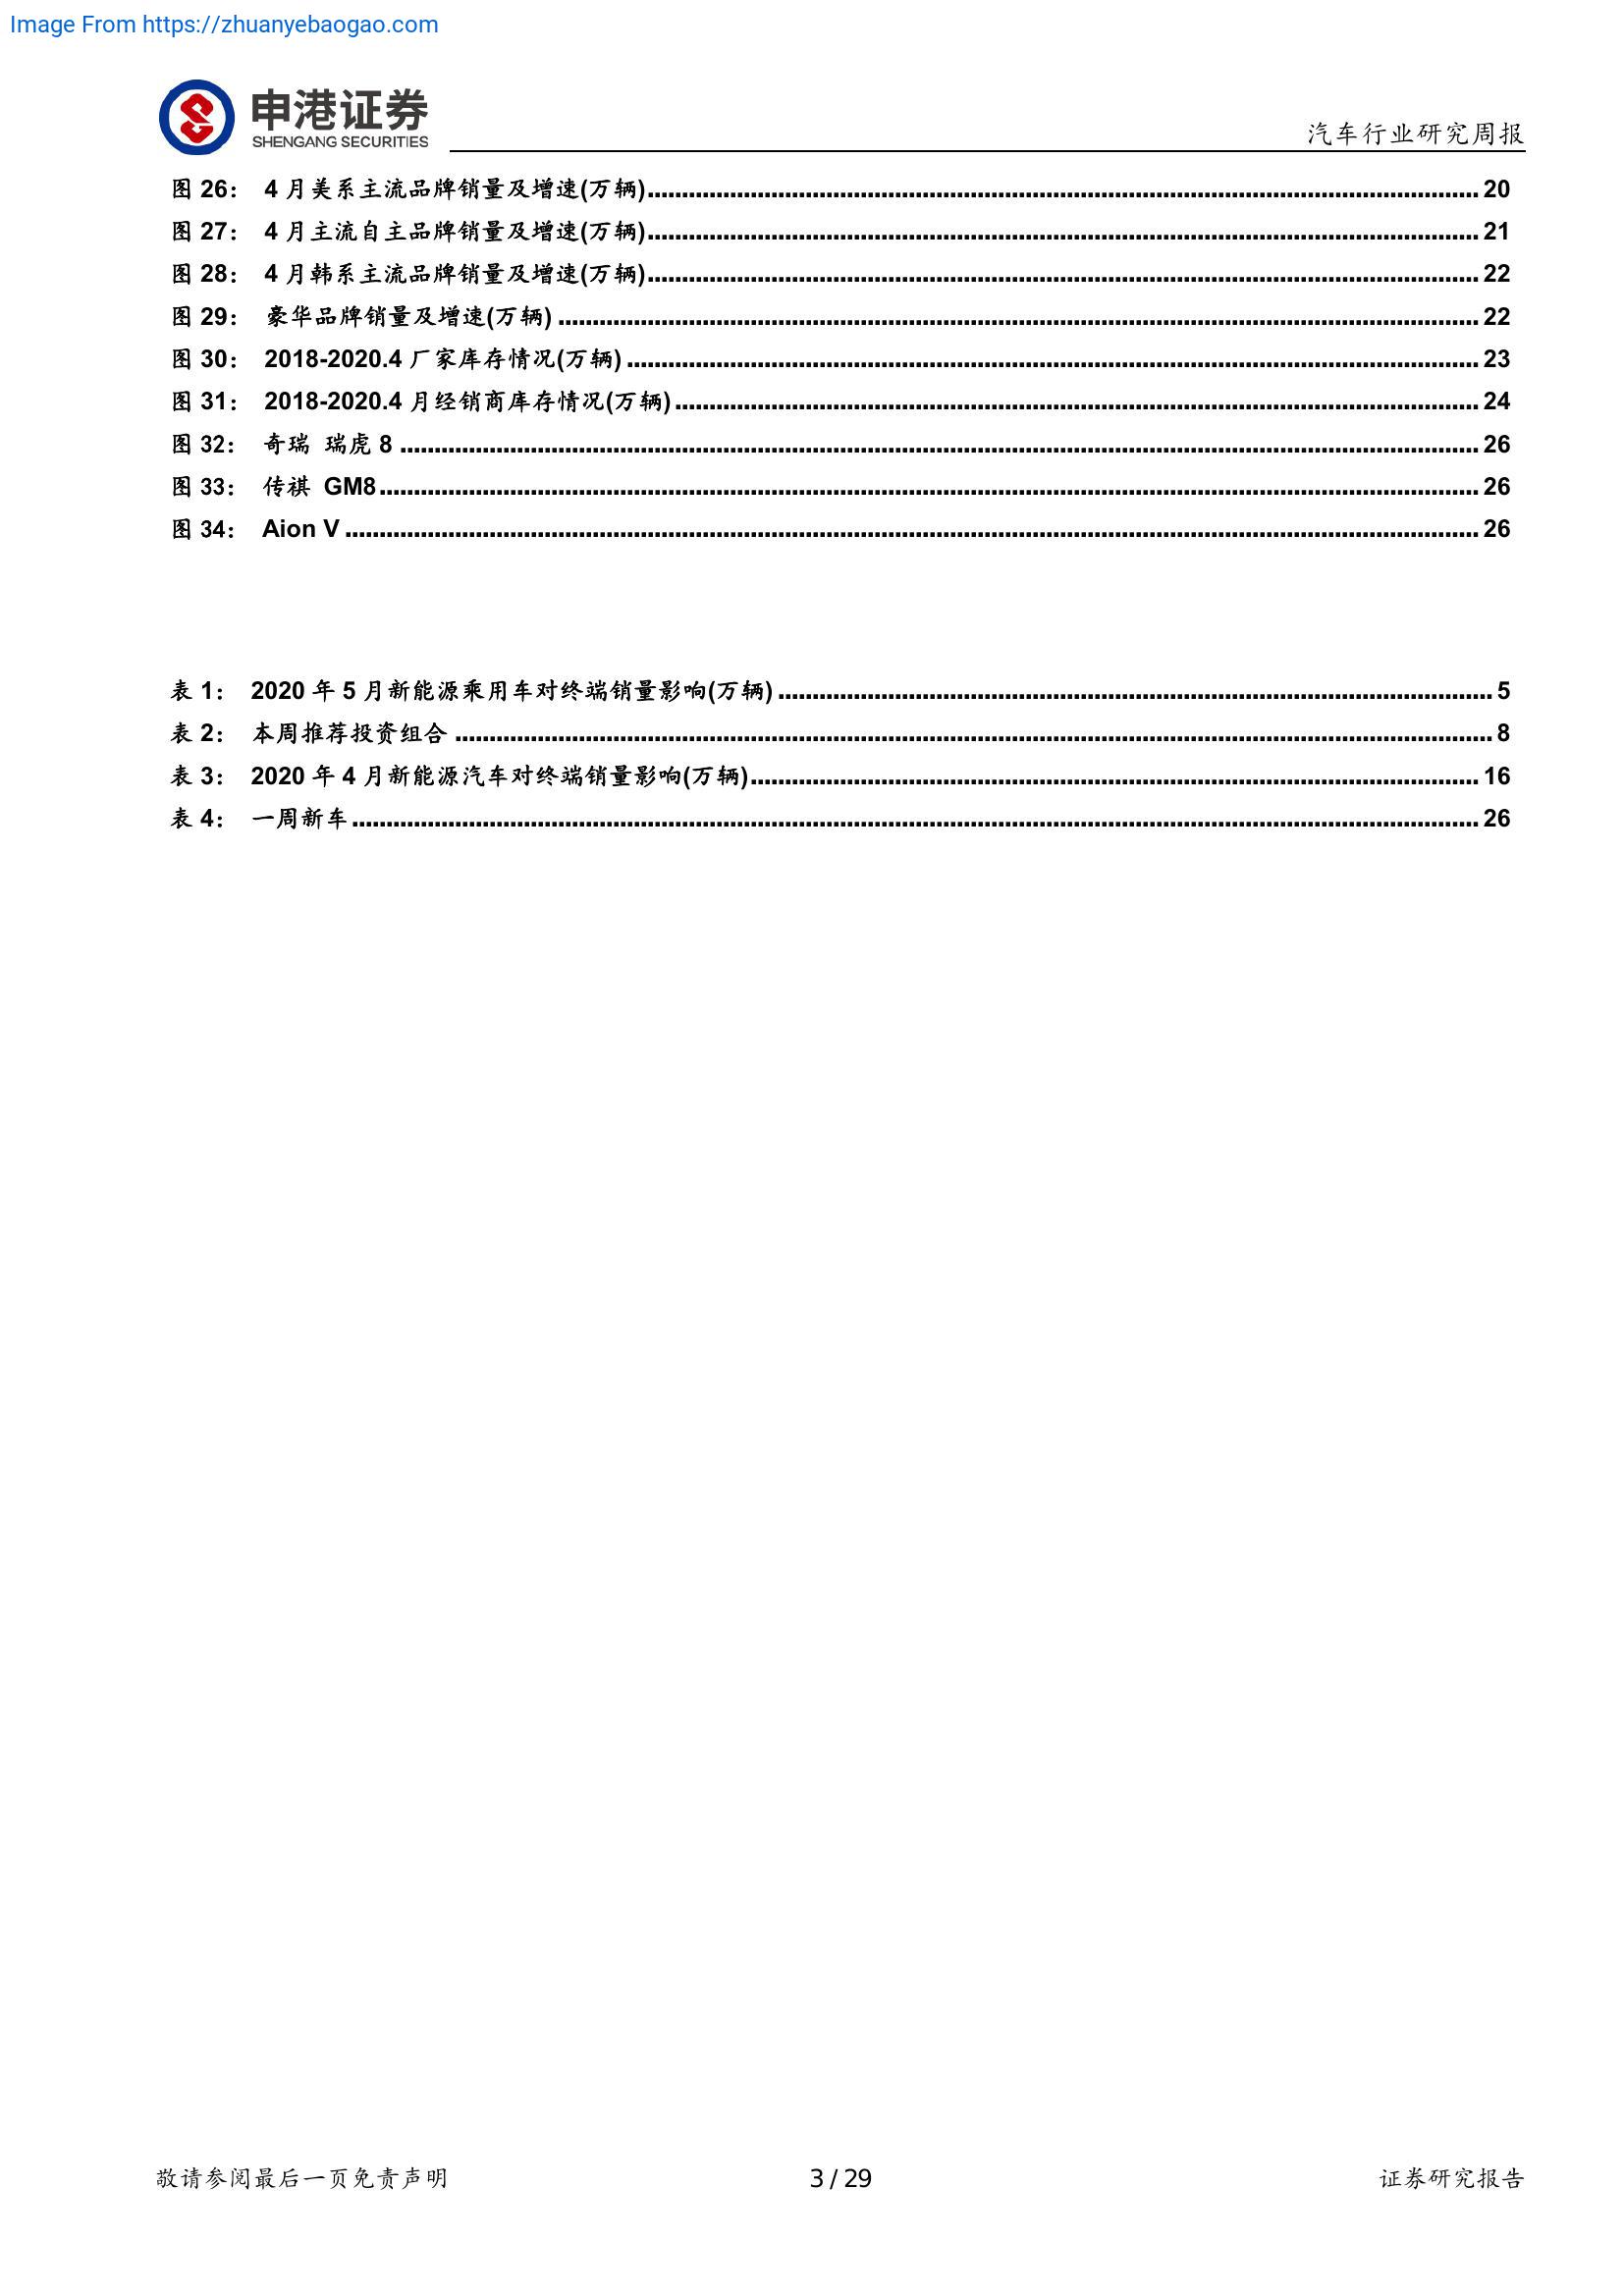 Image From https://zhuanyebaogao.com
申港证券
SHENGANG SECURITIES
汽车行业研究周报
图 26： 4 月美系主流品牌销量及增速(万辆) 20
图 27： 4 月主流自主品牌销量及增速(万辆) 21
图 28： 4 月韩系主流品牌销量及增速(万辆) 22
图 29： 豪华品牌销量及增速(万辆) 22
图 30： 2018-2020.4 厂家库存情况(万辆) 23
图 31： 2018-2020.4 月经销商库存情况(万辆) 24
图 32： 奇瑞 瑞虎 8 26
图 33： 传祺 GM8 26
图 34： Aion V 26
表 1： 2020 年 5 月新能源乘用车对终端销量影响(万辆) 5
表 2： 本周推荐投资组合 8
表 3： 2020 年 4 月新能源汽车对终端销量影响(万辆) 16
表 4： 一周新车 26
敬请参阅最后一页免责声明 3 / 29 证券研究报告